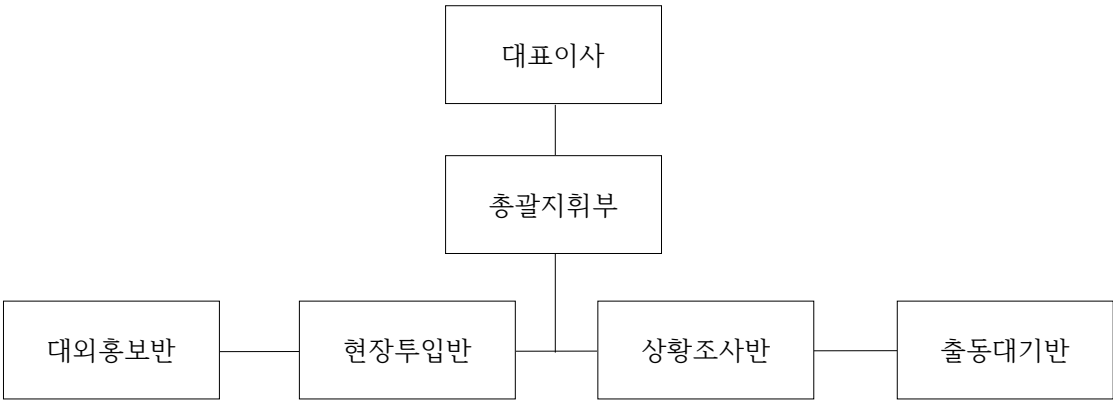 대표이사
총괄지휘부
대외홍보반
현장투입반
상황조사반
출동대기반